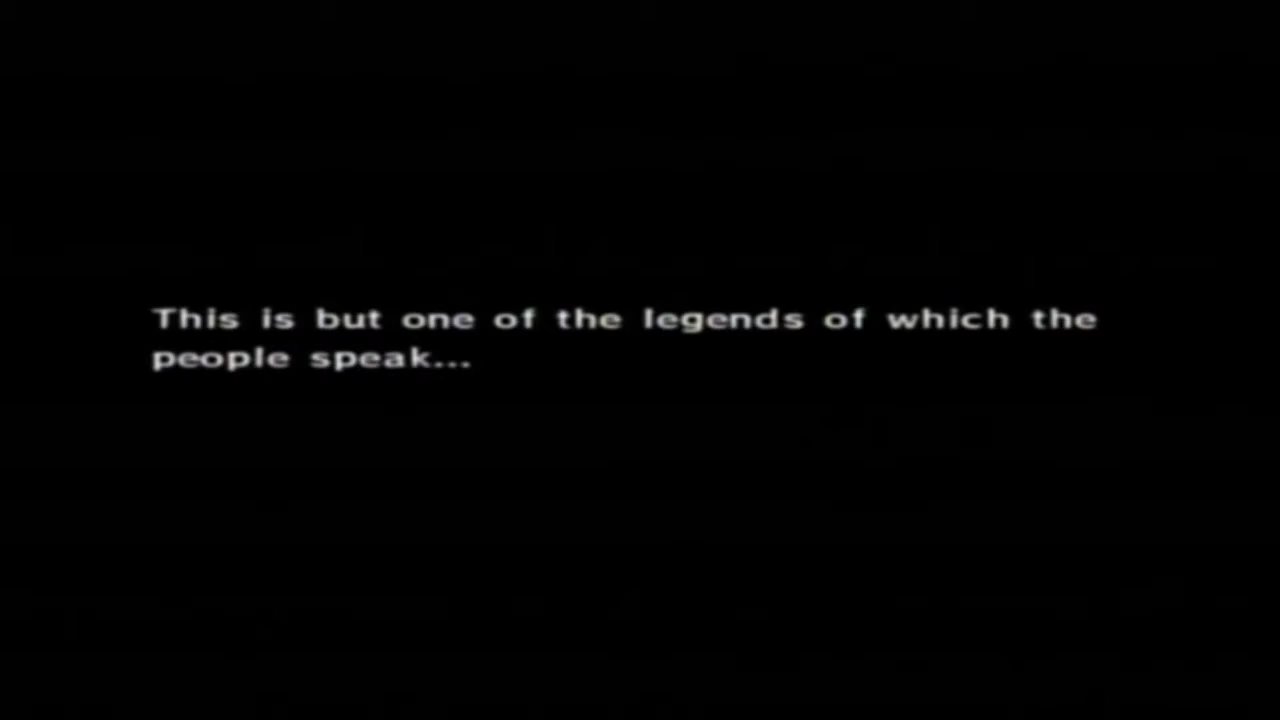 This is but one of the legends of which the
people speak...